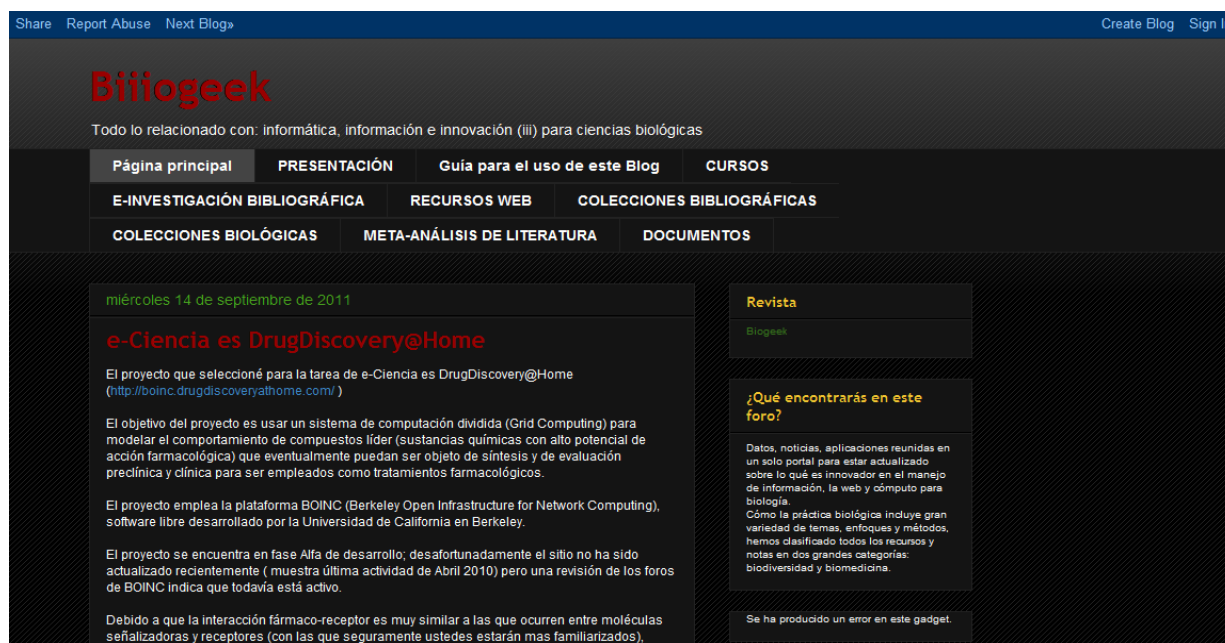 Share Report Abuse Next Blog»
Create Blog
Biiiogeek
Todo lo relacionado con: informática, información e innovación (iii) para ciencias biológicas
Página principal PRESENTACIÓN Guía para el uso de este Blog CURSOS
E-INVESTIGACIÓN BIBLIOGRÁFICA RECURSOS WEB COLECCIONES BIBLIOGRÁFICAS
COLECCIONES BIOLÓGICAS META-ANÁLISIS DE LITERATURA DOCUMENTOS
miércoles 14 de septiembre de 2011
e-Ciencia es DrugDiscovery@Home
El proyecto que seleccioné para la tarea de e-Ciencia es DrugDiscovery@Home
(http://boinc.drugdiscoveryathome.com/ )
El objetivo del proyecto es usar un sistema de computación dividida (Grid Computing) para
modelar el comportamiento de compuestos líder (sustancias químicas con alto potencial de
acción farmacológica) que eventualmente puedan ser objeto de síntesis y de evaluación
preclínica y clínica para ser empleados como tratamientos farmacológicos.
El proyecto emplea la plataforma BOINC (Berkeley Open Infrastructure for Network Computing),
software libre desarrollado por la Universidad de California en Berkeley.
El proyecto se encuentra en fase Alfa de desarrollo; desafortunadamente el sitio no ha sido
actualizado recientemente ( muestra última actividad de Abril 2010) pero una revisión de los foros
de BOINC indica que todavía está activo.
Debido a que la interacción fármaco-receptor es muy similar a las que ocurren entre moléculas
señalizadoras y receptores (con las que seguramente ustedes estarán mas familiarizados),
Revista
Biogeek
¿Qué encontrarás en este
foro?
Datos, noticias, aplicaciones reunidas en
un solo portal para estar actualizado
sobre lo qué es innovador en el manejo
de información, la web y cómputo para
biología.
Cómo la práctica biológica incluye gran
variedad de temas, enfoques y métodos,
hemos clasificado todos los recursos y
notas en dos grandes categorías:
biodiversidad y biomedicina.
Se ha producido un error en este gadget.